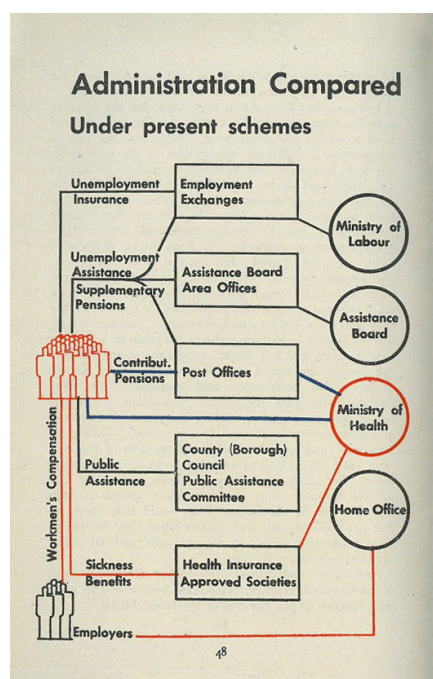 Administration Compared
Under present schemes
Unemployment
Insurance
Employment
Exchanges
Ministry of
Labour
Unemployment
Assistance
Supplementary
Pensions
Assistance Board
Area Offices
Assistance
Board
Contribut.
Pensions
Post Offices
Ministry of
Health
Workmen's Compensation
Public
Assistance
County (Borough)
Council
Public Assistance
Committee
Home Office
Sickness
Benefits
Health Insurance
Approved Societies
Employers
48